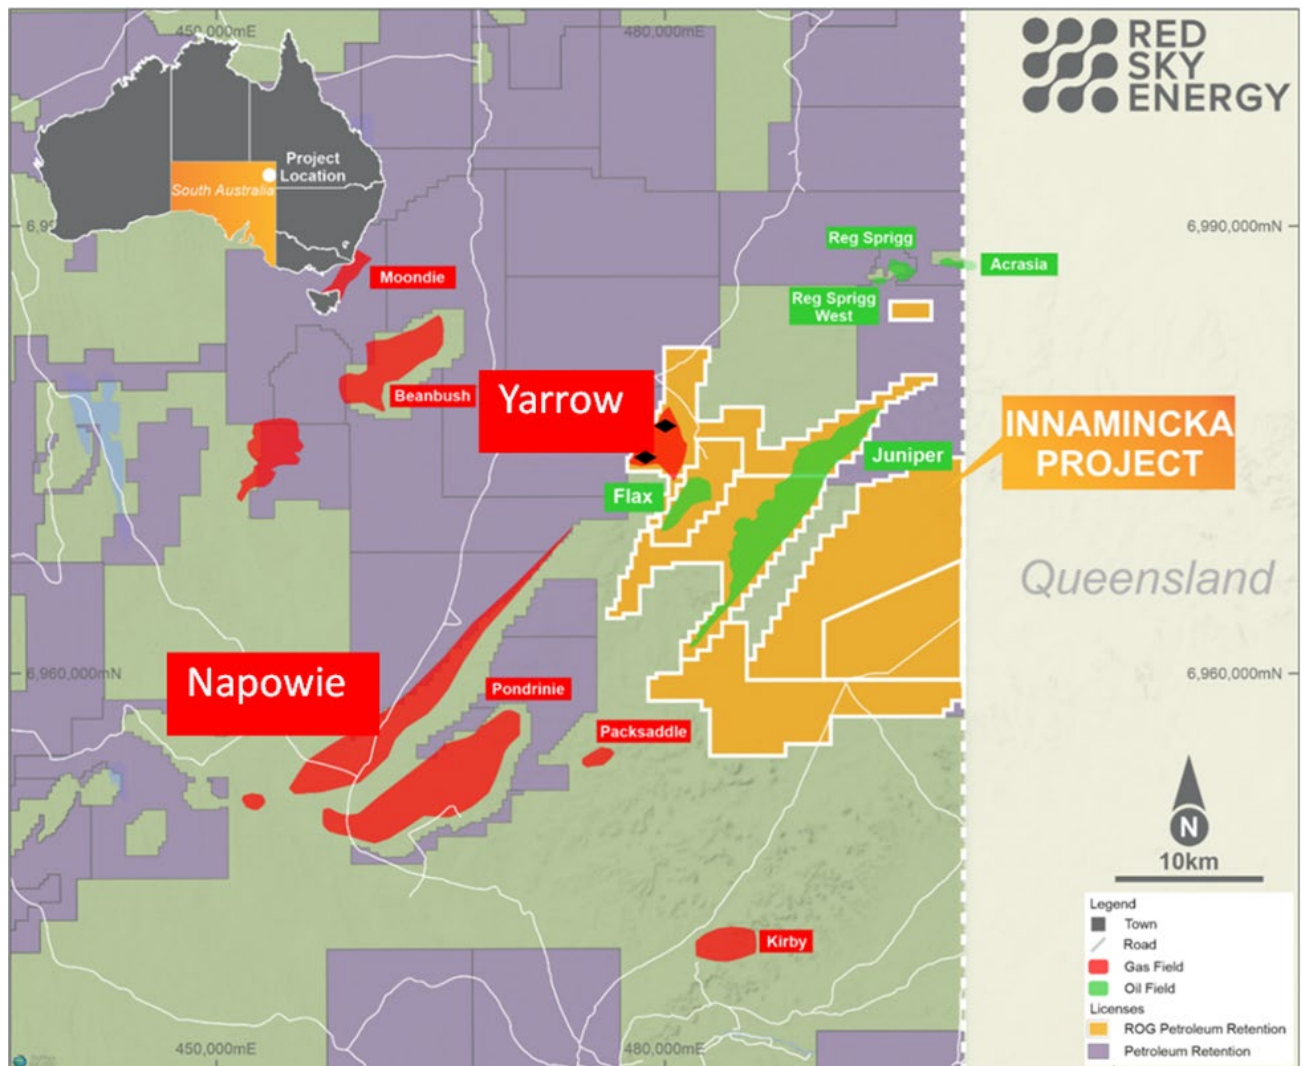 450,000mE
480,000mE
RED
SKY
ENERGY
Project
Location
South Australia
6,990,000mN
Reg Sprigg
Acrasia
Moondie
Reg Sprigg
West
Beanbush
Yarrow
INNAMINCKA
PROJECT
Juniper
Flax
Queensland
6,960,000mN
6,960,000mN
Napowie
Pondrinie
Packsaddle
N
10km
Kirby
Legend
Town
Road
Gas Field
Oil Field
Licenses
ROG Petroleum Retention
Petroleum Retention
450,000mE
480,000mE